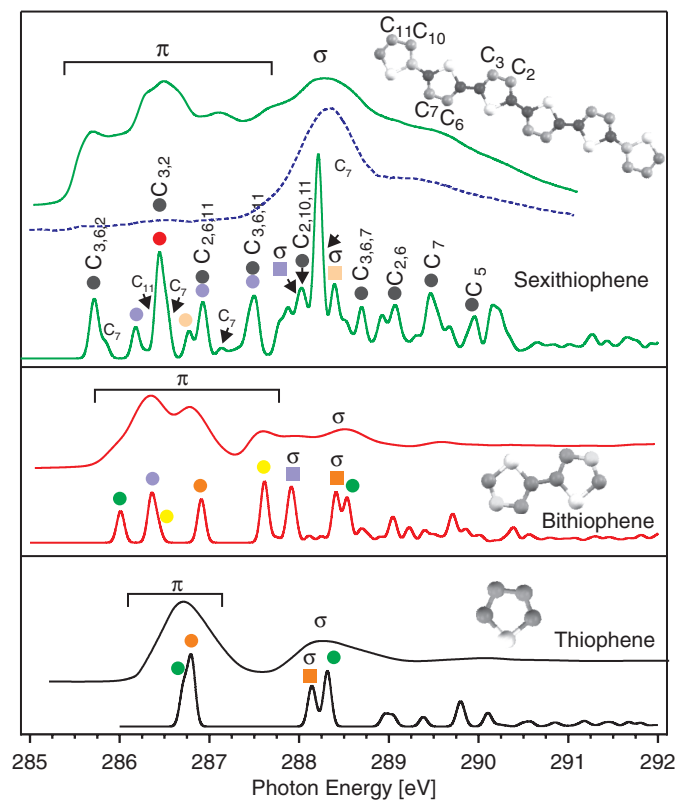 π
σ
C₁₁C₁₀
C₃ C₂
C₇C₆
C₃,₆,₂
C₇
C₁₁
C₃,₂
C₇
C₂,₆,₁₁
C₇
C₃,₆,₁₁
σ
C₂,₁₀,₁₁
C₇
σ
C₃,₆,₇
C₂,₆
C₇
C₅
Sexithiophene
π
σ
σ
σ
Bithiophene
π
σ
σ
Thiophene
285 286 287 288 289 290 291 292
Photon Energy [eV]